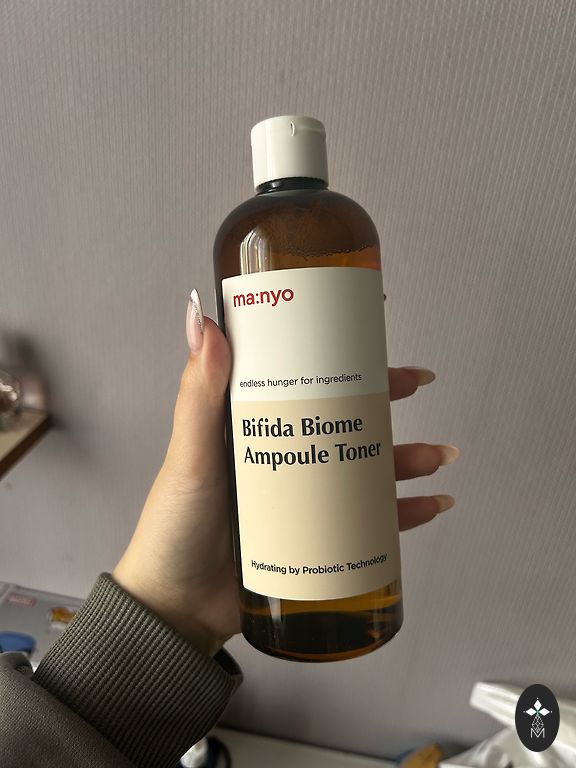 ma:nyo
endless hunger for ingredients
Bifida Biome
Ampoule Toner
Hydrating by Probiotic Technology